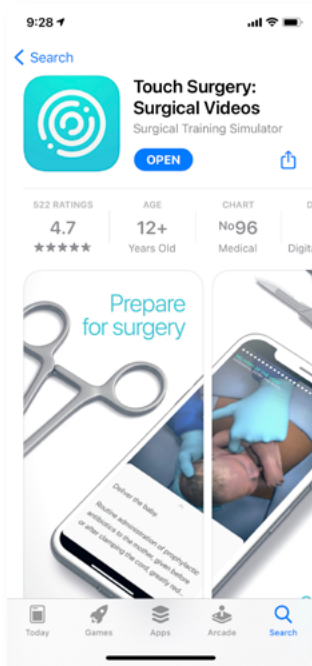 9:28
Search
Touch Surgery:
Surgical Videos
Surgical Training Simulator
OPEN
522 RATINGS
4.7
AGE
12+
Years Old
CHART
No96
Medical
D
Digita
Prepare
for surgery
Deliver the baby
Routine administration of prophylactic
antibiotics to the mother, given before
or after clamping the cord, greatly red...
Today
Games
Apps
Arcade
Search